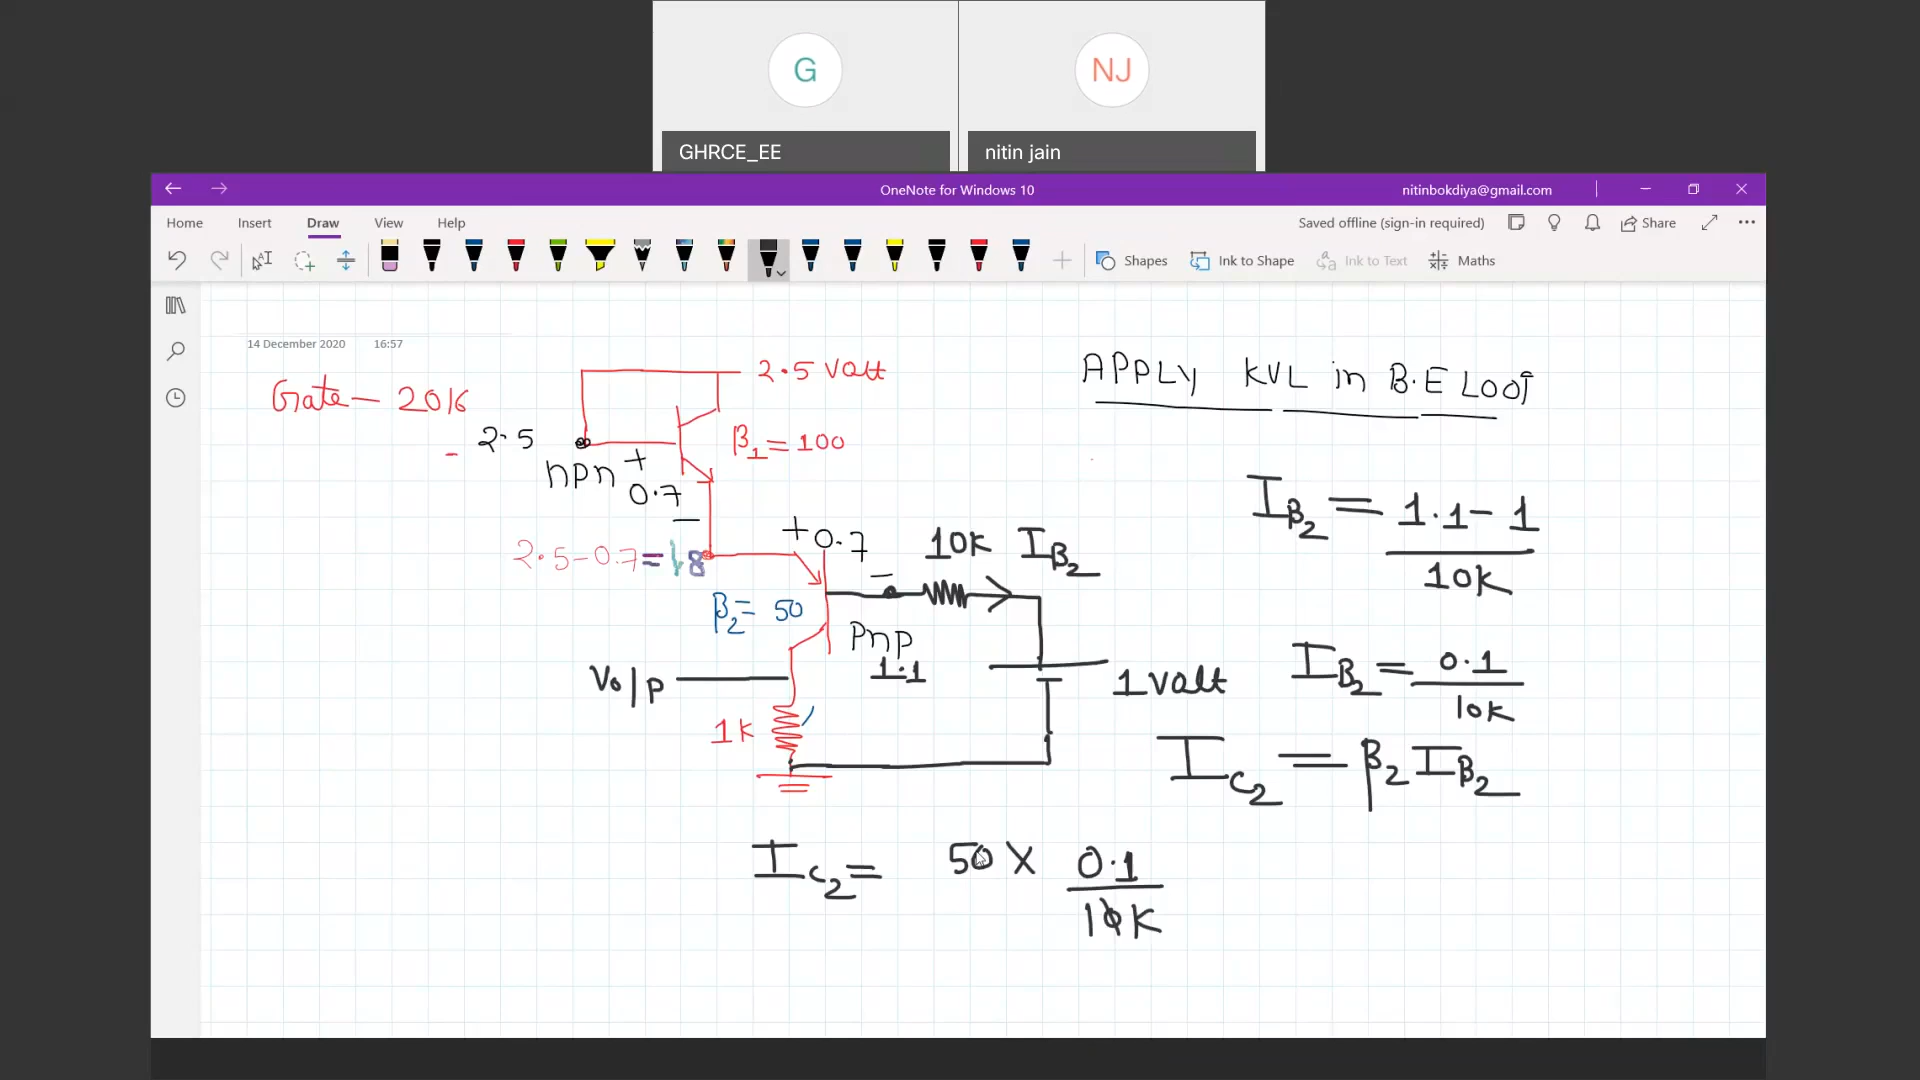 G
NJ
GHRCE_EE
nitin jain
OneNote for Windows 10
nitinbokdiya@gmail.com
Home Insert Draw View Help
Saved offline (sign-in required)
Share
Shapes
Ink to Shape
Ink to Text
Maths
14 December 2020 16:57
Gate - 2016
2.5 Volt
APPLY KVL in B.E LOOP
- 2.5
β1 = 100
npn
+
0.7
-
IB2 = 1.1 - 1
10K
+ 0.7 -
10K IB2
2.5 - 0.7 = 1.8
β2 = 50
pnp
1.1
Vo/p
1 Volt
IB2 = 0.1
10K
1K
IC2 = β2 IB2
IC2 = 50 X 0.1
10K